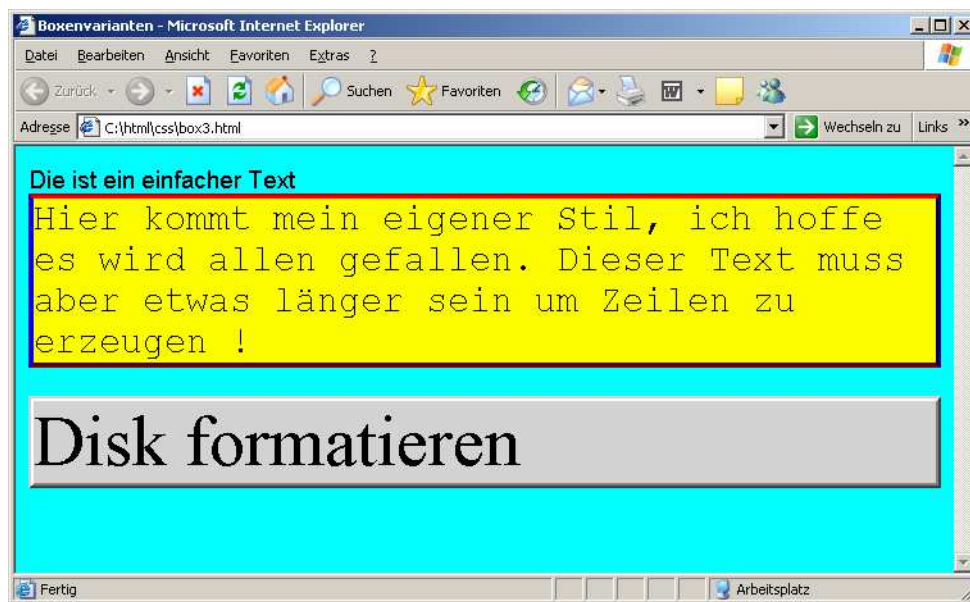 Boxenvarianten - Microsoft Internet Explorer
Datei Bearbeiten Ansicht Favoriten Extras ?
Zurück Suchen Favoriten
Adresse C:\html\css\box3.html Wechseln zu Links »
Die ist ein einfacher Text
Hier kommt mein eigener Stil, ich hoffe
es wird allen gefallen. Dieser Text muss
aber etwas länger sein um Zeilen zu
erzeugen !
Disk formatieren
Fertig Arbeitsplatz